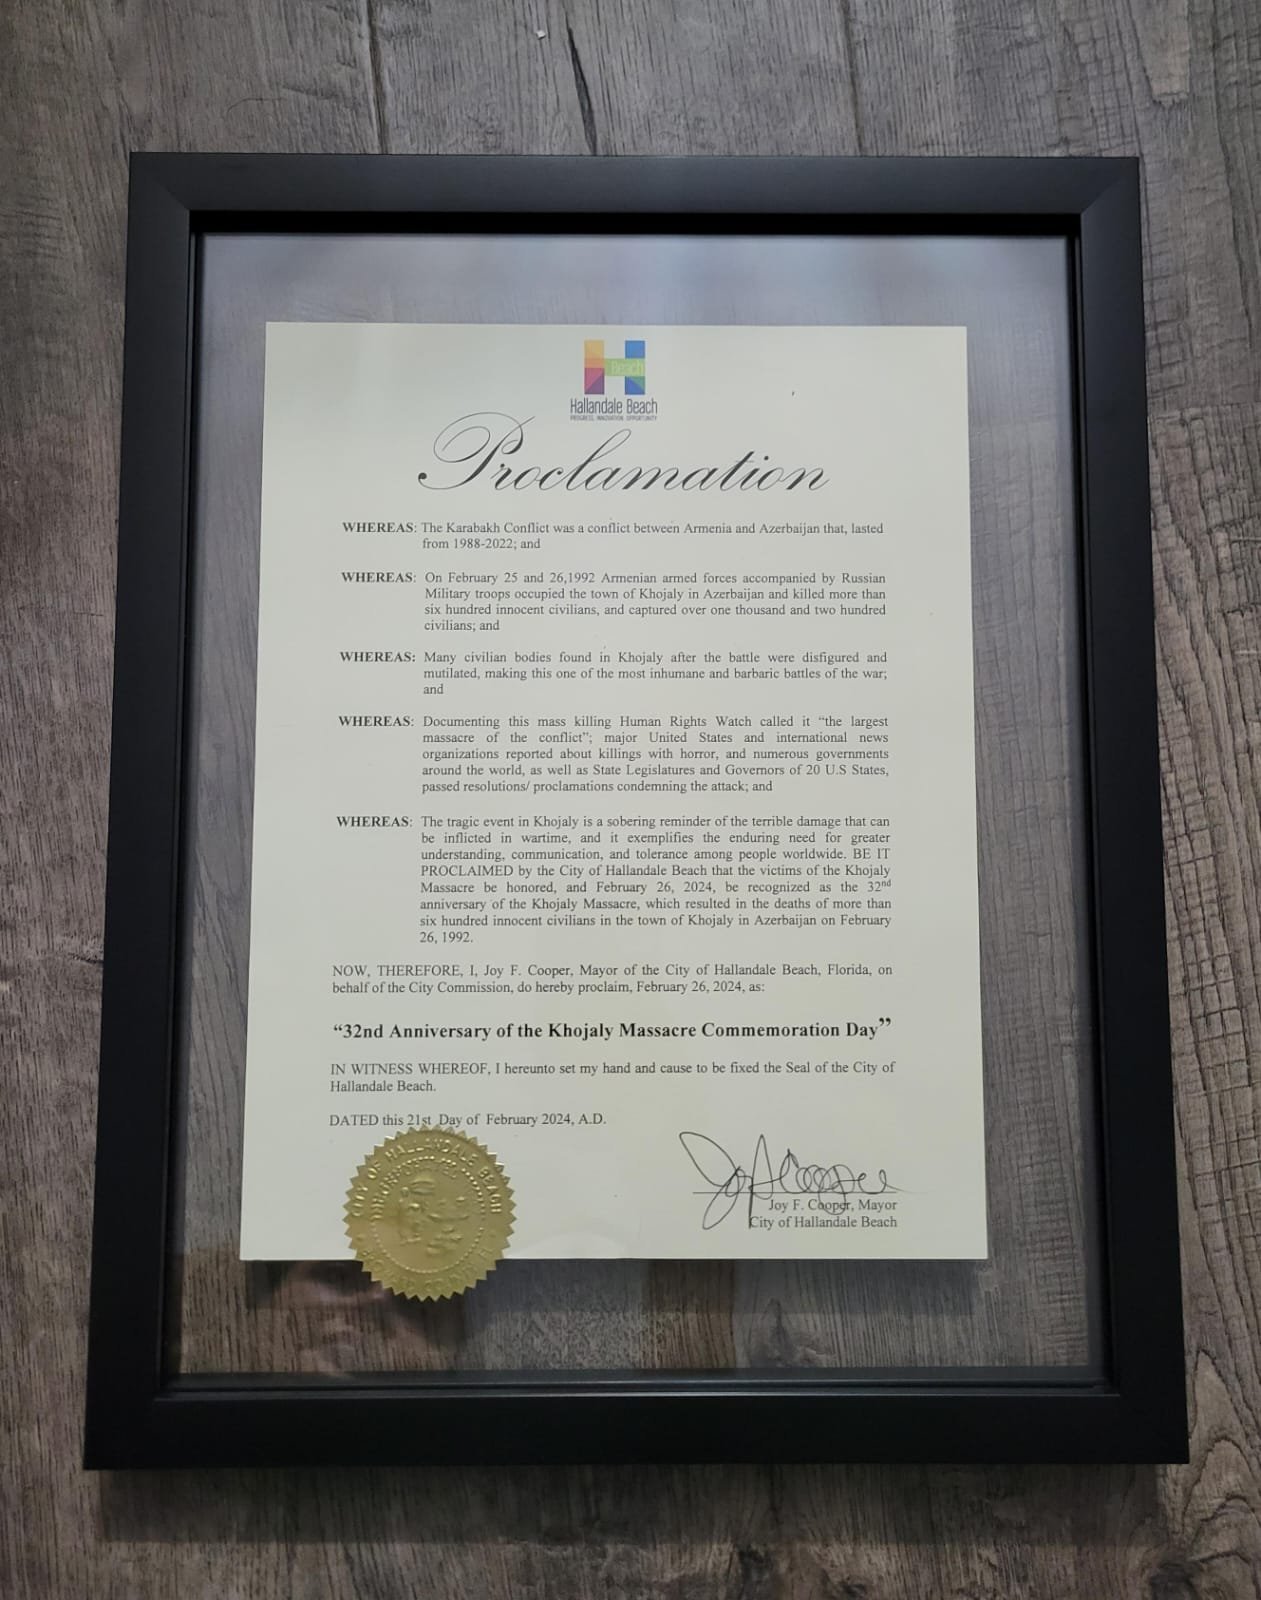 Beach
Hallandale Beach
PROGRESS. INNOVATION. OPPORTUNITY.
Proclamation
WHEREAS: The Karabakh Conflict was a conflict between Armenia and Azerbaijan that, lasted
from 1988-2022; and
WHEREAS: On February 25 and 26,1992 Armenian armed forces accompanied by Russian
Military troops occupied the town of Khojaly in Azerbaijan and killed more than
six hundred innocent civilians, and captured over one thousand and two hundred
civilians; and
WHEREAS: Many civilian bodies found in Khojaly after the battle were disfigured and
mutilated, making this one of the most inhumane and barbaric battles of the war;
and
WHEREAS: Documenting this mass killing Human Rights Watch called it “the largest
massacre of the conflict”; major United States and international news
organizations reported about killings with horror, and numerous governments
around the world, as well as State Legislatures and Governors of 20 U.S States,
passed resolutions/ proclamations condemning the attack; and
WHEREAS: The tragic event in Khojaly is a sobering reminder of the terrible damage that can
be inflicted in wartime, and it exemplifies the enduring need for greater
understanding, communication, and tolerance among people worldwide. BE IT
PROCLAIMED by the City of Hallandale Beach that the victims of the Khojaly
Massacre be honored, and February 26, 2024, be recognized as the 32nd
anniversary of the Khojaly Massacre, which resulted in the deaths of more than
six hundred innocent civilians in the town of Khojaly in Azerbaijan on February
26, 1992.
NOW, THEREFORE, I, Joy F. Cooper, Mayor of the City of Hallandale Beach, Florida, on
behalf of the City Commission, do hereby proclaim, February 26, 2024, as:
“32nd Anniversary of the Khojaly Massacre Commemoration Day”
IN WITNESS WHEREOF, I hereunto set my hand and cause to be fixed the Seal of the City of
Hallandale Beach.
DATED this 21st Day of February 2024, A.D.
CITY OF HALLANDALE BEACH
Joy F. Cooper, Mayor
City of Hallandale Beach